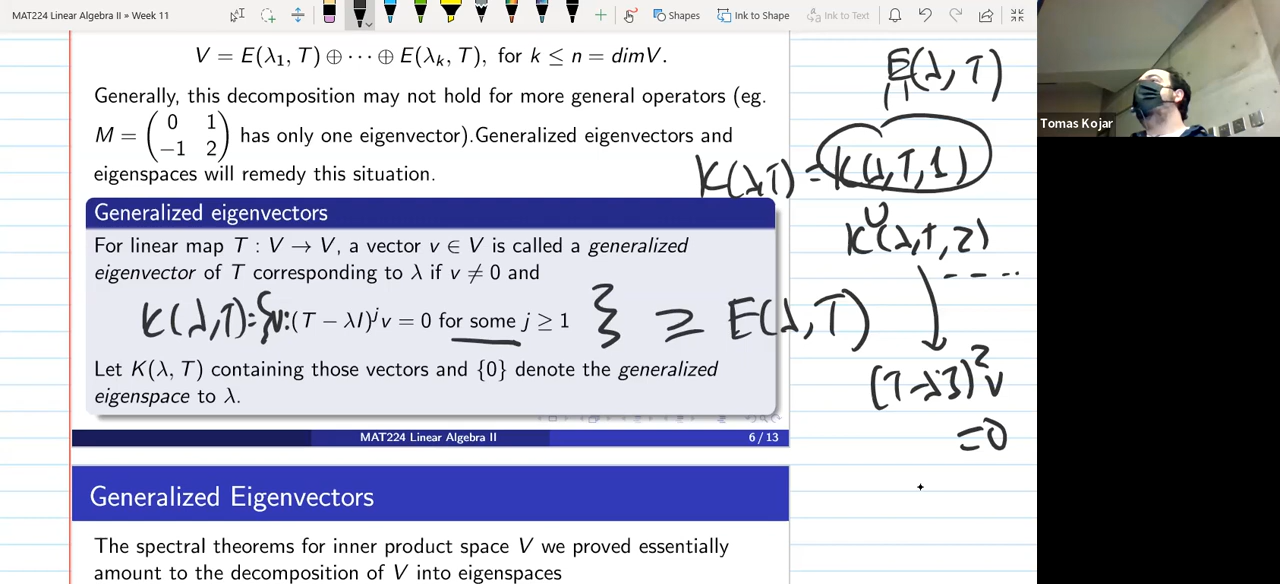 MAT224 Linear Algebra II » Week 11
Shapes
Ink to Shape
Ink to Text
V = E(λ₁, T) ⊕ ··· ⊕ E(λₖ, T), for k ≤ n = dimV.
Generally, this decomposition may not hold for more general operators (eg.
M = ( 0 1
-1 2 ) has only one eigenvector).Generalized eigenvectors and
eigenspaces will remedy this situation.
Generalized eigenvectors
For linear map T : V → V, a vector v ∈ V is called a generalized
eigenvector of T corresponding to λ if v ≠ 0 and
K(λ,T)={v:(T − λI)ʲv = 0 for some j ≥ 1 } ≥ E(λ,T)
Let K(λ, T) containing those vectors and {0} denote the generalized
eigenspace to λ.
MAT224 Linear Algebra II
6 / 13
Generalized Eigenvectors
The spectral theorems for inner product space V we proved essentially
amount to the decomposition of V into eigenspaces
E(λ,T)
K(λ,T) = K(λ,T,1)
K(λ,T,2)
(T-λI)²v
=0
Tomas Kojar